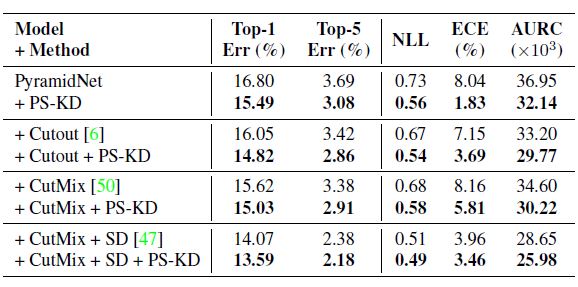 Model Top-1 Top-5 NLL ECE AURC
+ Method Err (%) Err (%) (%) (×10³)
PyramidNet 16.80 3.69 0.73 8.04 36.95
+ PS-KD 15.49 3.08 0.56 1.83 32.14
+ Cutout [6] 16.05 3.42 0.67 7.15 33.20
+ Cutout + PS-KD 14.82 2.86 0.54 3.69 29.77
+ CutMix [50] 15.62 3.38 0.68 8.16 34.60
+ CutMix + PS-KD 15.03 2.91 0.58 5.81 30.22
+ CutMix + SD [47] 14.07 2.38 0.51 3.96 28.65
+ CutMix + SD + PS-KD 13.59 2.18 0.49 3.46 25.98